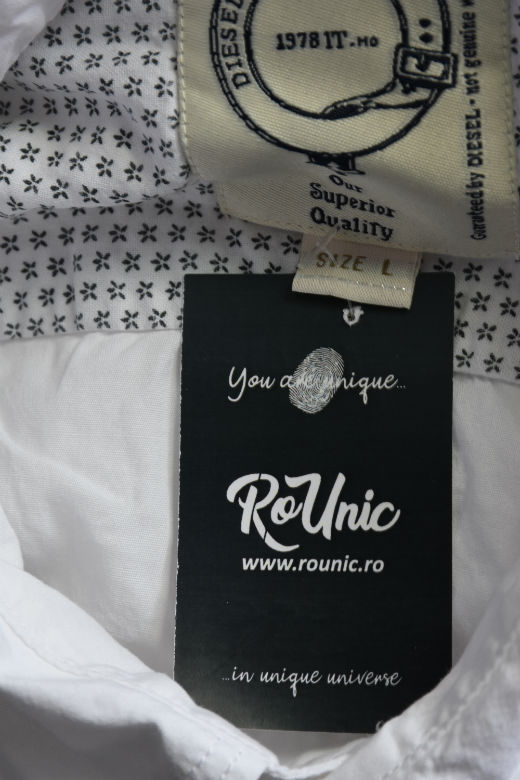 DIESEL
1978 IT.-MO
Our
Superior
Quality
Guranteed by DIESEL - not genuine
SIZE L
You are unique...
RoUnic
www.rounic.ro
...in unique universe